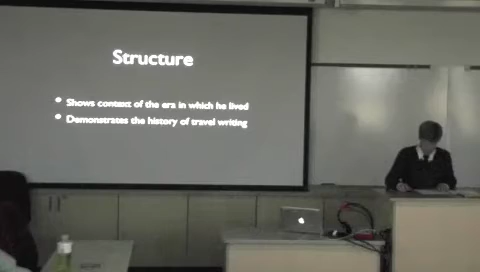 Structure
Shows context of the era in which he lived
Demonstrates the history of travel writing